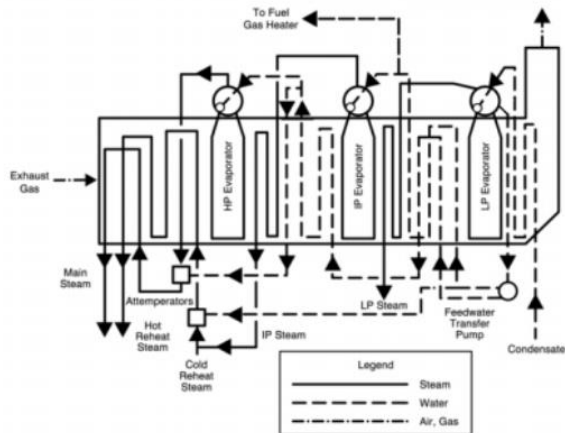 To Fuel
Gas Heater
Exhaust
Gas
HP Evaporator
IP Evaporator
LP Evaporator
Main
Steam
Attemperators
Hot
Reheat
Steam
Cold
Reheat
Steam
IP Steam
LP Steam
Feedwater
Transfer
Pump
Condensate
Legend
Steam
Water
Air, Gas